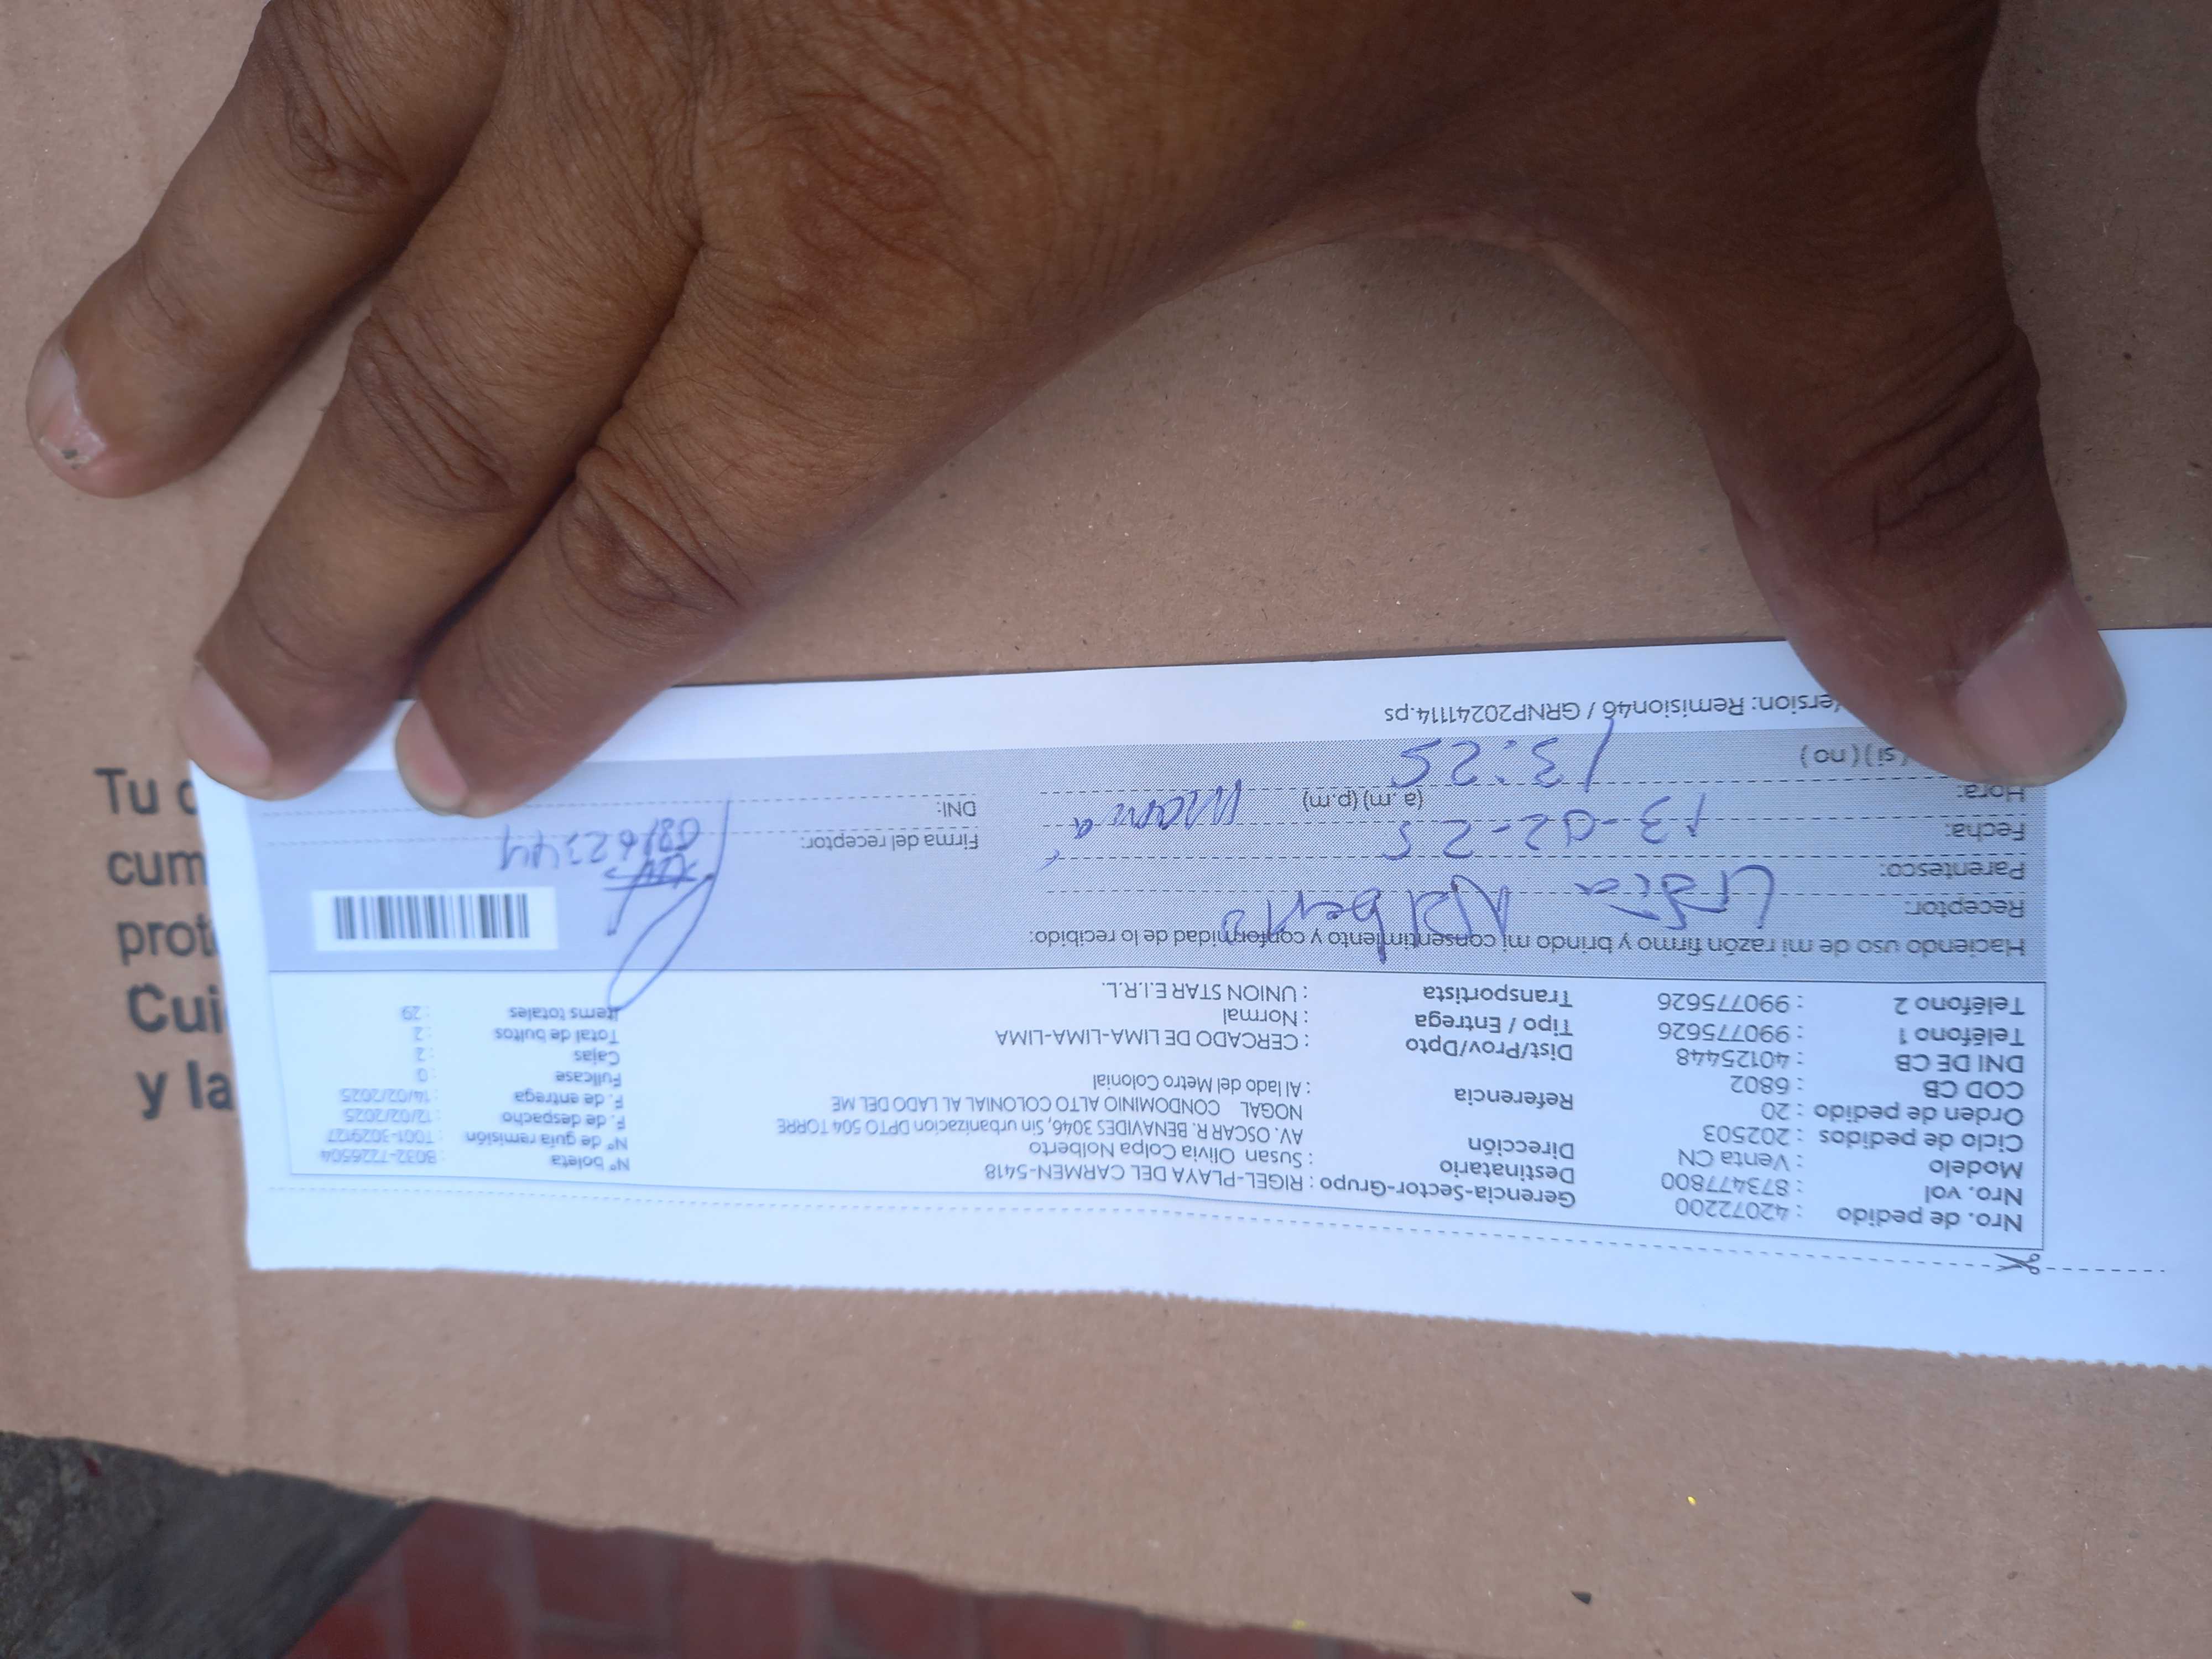 Nro. de pedido : 42072200 Gerencia-Sector-Grupo : RIGEL-PLAYA DEL CARMEN-5418 N° boleta : B032-7226504
Nro. vol : 873477800 Destinatario : Susan Olivia Colpa Nolberto N° de guía remisión : T001-3029127
Modelo : Venta CN Dirección AV. OSCAR R. BENAVIDES 3046, Sin urbanizacion DPTO 504 TORRE F. de despacho : 12/02/2025
Ciclo de pedidos : 202503 NOGAL CONDOMINIO ALTO COLONIAL AL LADO DEL ME F. de entrega : 14/02/2025
Orden de pedido : 20 Referencia : Al lado del Metro Colonial Fullcase : 0
COD CB : 6802 Dist/Prov/Dpto : CERCADO DE LIMA-LIMA-LIMA Cajas : 2
DNI DE CB : 40125448 Tipo / Entrega : Normal Total de bultos : 2
Teléfono 1 : 990775626 Transportista : UNION STAR E.I.R.L. Items totales : 29
Teléfono 2 : 990775626
Haciendo uso de mi razón firmo y brindo mi consentimiento y conformidad de lo recibido:
Receptor: Nolberto
Parentesco: mama
Fecha: 13-02-25
Hora: 13:25 (a.m) (p.m)
(si) (no)
Firma del receptor:
DNI:
ersion: Remision46 / GRNP20241114.ps
Tu
cum
prot
Cui
y la